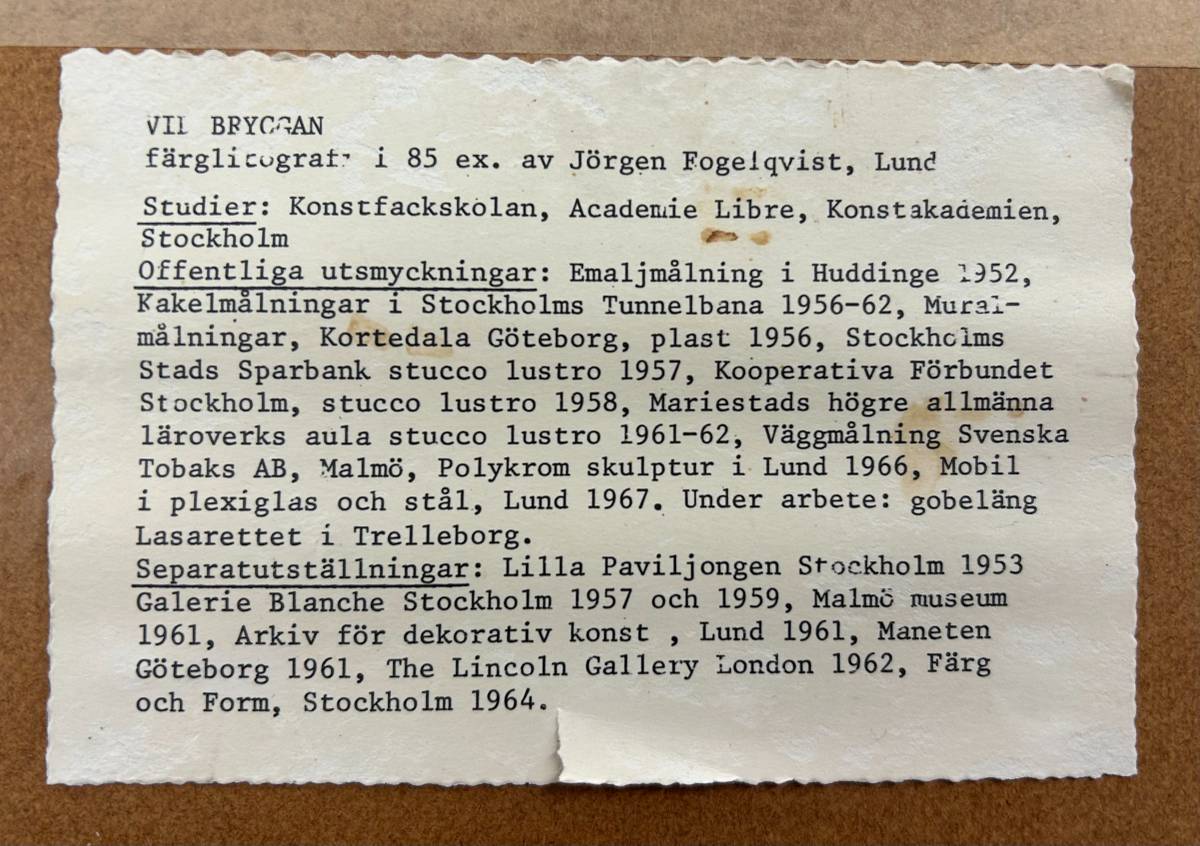 VID BRYGGAN
färglitografi i 85 ex. av Jörgen Fogelqvist, Lund
Studier: Konstfackskolan, Academie Libre, Konstakademien,
Stockholm
Offentliga utsmyckningar: Emaljmålning i Huddinge 1952,
Kakelmålningar i Stockholms Tunnelbana 1956-62, Mural-
målningar, Kortedala Göteborg, plast 1956, Stockholms
Stads Sparbank stucco lustro 1957, Kooperativa Förbundet
Stockholm, stucco lustro 1958, Mariestads högre allmänna
läroverks aula stucco lustro 1961-62, Väggmålning Svenska
Tobaks AB, Malmö, Polykrom skulptur i Lund 1966, Mobil
i plexiglas och stål, Lund 1967. Under arbete: gobeläng
Lasarettet i Trelleborg.
Separatutställningar: Lilla Paviljongen Stockholm 1953
Galerie Blanche Stockholm 1957 och 1959, Malmö museum
1961, Arkiv för dekorativ konst , Lund 1961, Maneten
Göteborg 1961, The Lincoln Gallery London 1962, Färg
och Form, Stockholm 1964.